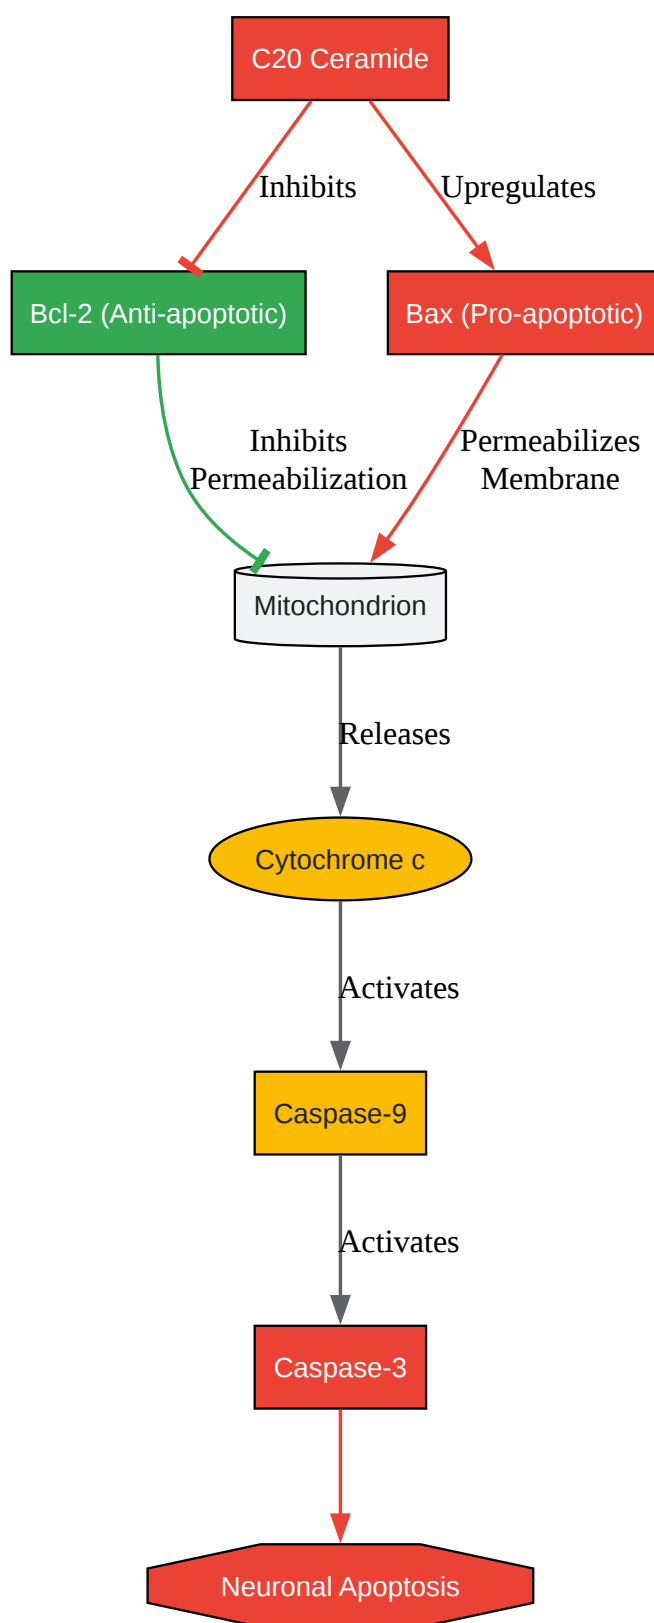 C20 Ceramide
Inhibits
Upregulates
Bcl-2 (Anti-apoptotic)
Bax (Pro-apoptotic)
Inhibits
Permeabilization
Permeabilizes
Membrane
Mitochondrion
Releases
Cytochrome c
Activates
Caspase-9
Activates
Caspase-3
Neuronal Apoptosis